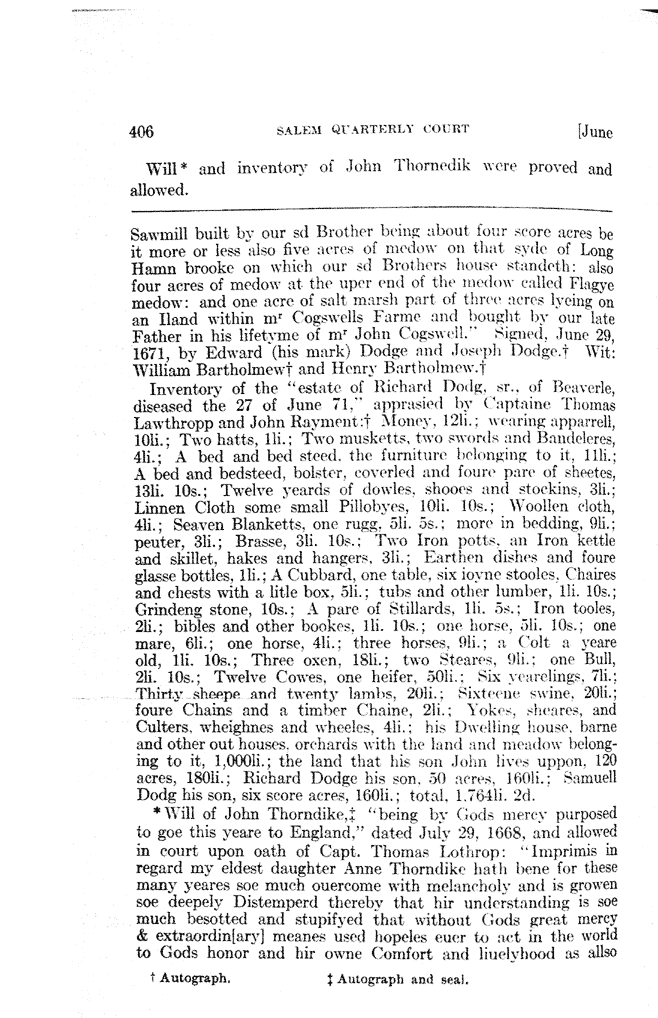 406 SALEM QUARTERLY COURT [June
Will* and inventory of John Thornedik were proved and
allowed.
Sawmill built by our sd Brother being about four score acres be
it more or less also five acres of medow on that syde of Long
Hamn brooke on which our sd Brothers house standeth: also
four acres of medow at the uper end of the medow called Flagye
medow: and one acre of salt marsh part of three acres lyeing on
an Iland within mʳ Cogswells Farme and bought by our late
Father in his lifetyme of mʳ John Cogswell." Signed, June 29,
1671, by Edward (his mark) Dodge and Joseph Dodge.† Wit:
William Bartholmew† and Henry Bartholmew.†
Inventory of the "estate of Richard Dodg, sr., of Beaverle,
diseased the 27 of June 71," apprasied by Captaine Thomas
Lawthropp and John Rayment:† Money, 12li.; wearing apparrell,
10li.; Two hatts, 1li.; Two musketts, two swords and Bandeleres,
4li.; A bed and bed steed, the furniture belonging to it, 11li.;
A bed and bedsteed, bolster, coverled and foure pare of sheetes,
13li. 10s.; Twelve yeards of dowles, shooes and stockins, 3li.;
Linnen Cloth some small Pillobyes, 10li. 10s.; Woollen cloth,
4li.; Seaven Blanketts, one rugg, 5li. 5s.; more in bedding, 9li.;
peuter, 3li.; Brasse, 3li. 10s.; Two Iron potts, an Iron kettle
and skillet, hakes and hangers, 3li.; Earthen dishes and foure
glasse bottles, 1li.; A Cubbard, one table, six ioyne stooles, Chaires
and chests with a litle box, 5li.; tubs and other lumber, 1li. 10s.;
Grindeng stone, 10s.; A pare of Stillards, 1li. 5s.; Iron tooles,
2li.; bibles and other bookes, 1li. 10s.; one horse, 5li. 10s.; one
mare, 6li.; one horse, 4li.; three horses, 9li.; a Colt a yeare
old, 1li. 10s.; Three oxen, 18li.; two Steares, 9li.; one Bull,
2li. 10s.; Twelve Cowes, one heifer, 50li.; Six yearelings, 7li.;
Thirty sheepe and twenty lambs, 20li.; Sixteene swine, 20li.;
foure Chains and a timber Chaine, 2li.; Yokes, sheares, and
Culters, wheighnes and wheeles, 4li.; his Dwelling house, barne
and other out houses, orchards with the land and meadow belong-
ing to it, 1,000li.; the land that his son John lives uppon, 120
acres, 180li.; Richard Dodge his son, 50 acres, 160li.; Samuell
Dodg his son, six score acres, 160li.; total, 1,764li. 2d.
*Will of John Thorndike,‡ "being by Gods mercy purposed
to goe this yeare to England," dated July 29, 1668, and allowed
in court upon oath of Capt. Thomas Lothrop: "Imprimis in
regard my eldest daughter Anne Thorndike hath bene for these
many yeares soe much ouercome with melancholy and is growen
soe deeply Distemperd thereby that hir understanding is soe
much besotted and stupifyed that without Gods great mercy
& extraordin[ary] meanes used hopeles euer to act in the world
to Gods honor and hir owne Comfort and liuelyhood as allso
† Autograph. ‡ Autograph and seal.